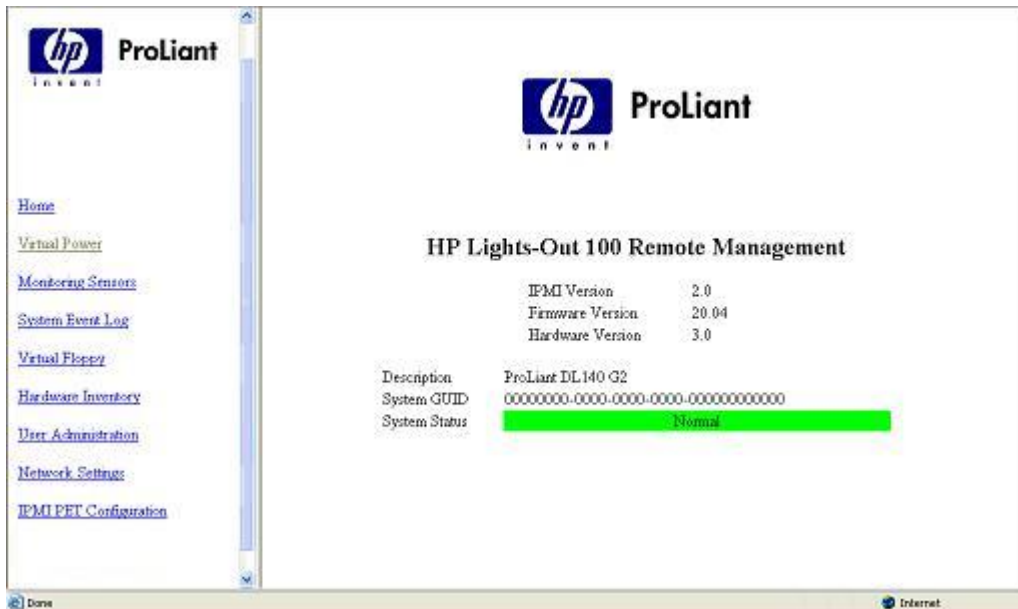 hp ProLiant
invent
Home
Virtual Power
Monitoring Sensors
System Event Log
Virtual Floppy
Hardware Inventory
User Administration
Network Settings
IPMI PET Configuration
hp ProLiant
invent
HP Lights-Out 100 Remote Management
IPMI Version 2.0
Firmware Version 20.04
Hardware Version 3.0
Description ProLiant DL140 G2
System GUID 00000000-0000-0000-0000-000000000000
System Status Normal
Done Internet